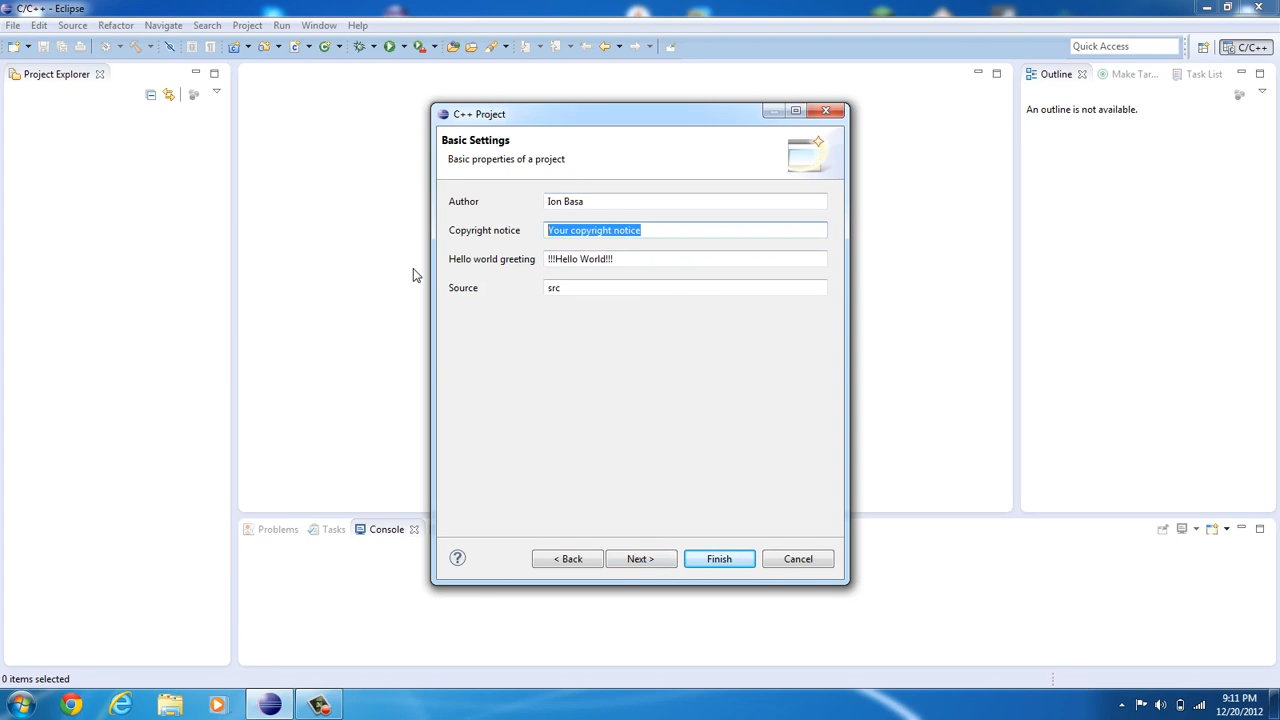 C/C++ - Eclipse
File Edit Source Refactor Navigate Search Project Run Window Help
Quick Access
C/C++
Project Explorer
Outline
Make Tar...
Task List
An outline is not available.
C++ Project
Basic Settings
Basic properties of a project
Author
Ion Basa
Copyright notice
Your copyright notice
Hello world greeting
!!!Hello World!!!
Source
src
Problems
Tasks
Console
< Back
Next >
Finish
Cancel
0 items selected
9:11 PM
12/20/2012